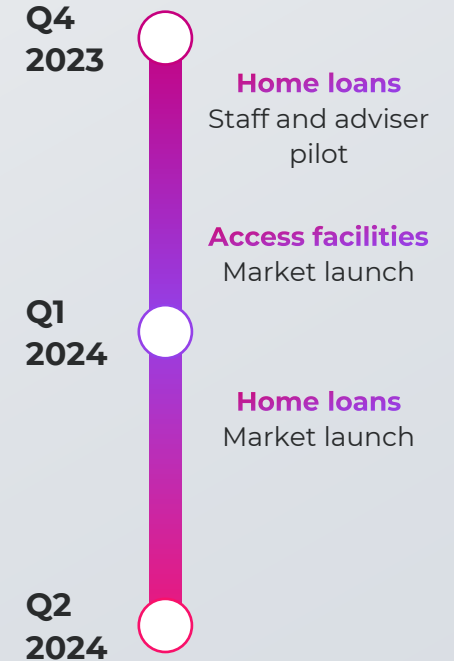 Q4
2023
Home loans
Staff and adviser
pilot
Access facilities
Market launch
Q1
2024
Home loans
Market launch
Q2
2024